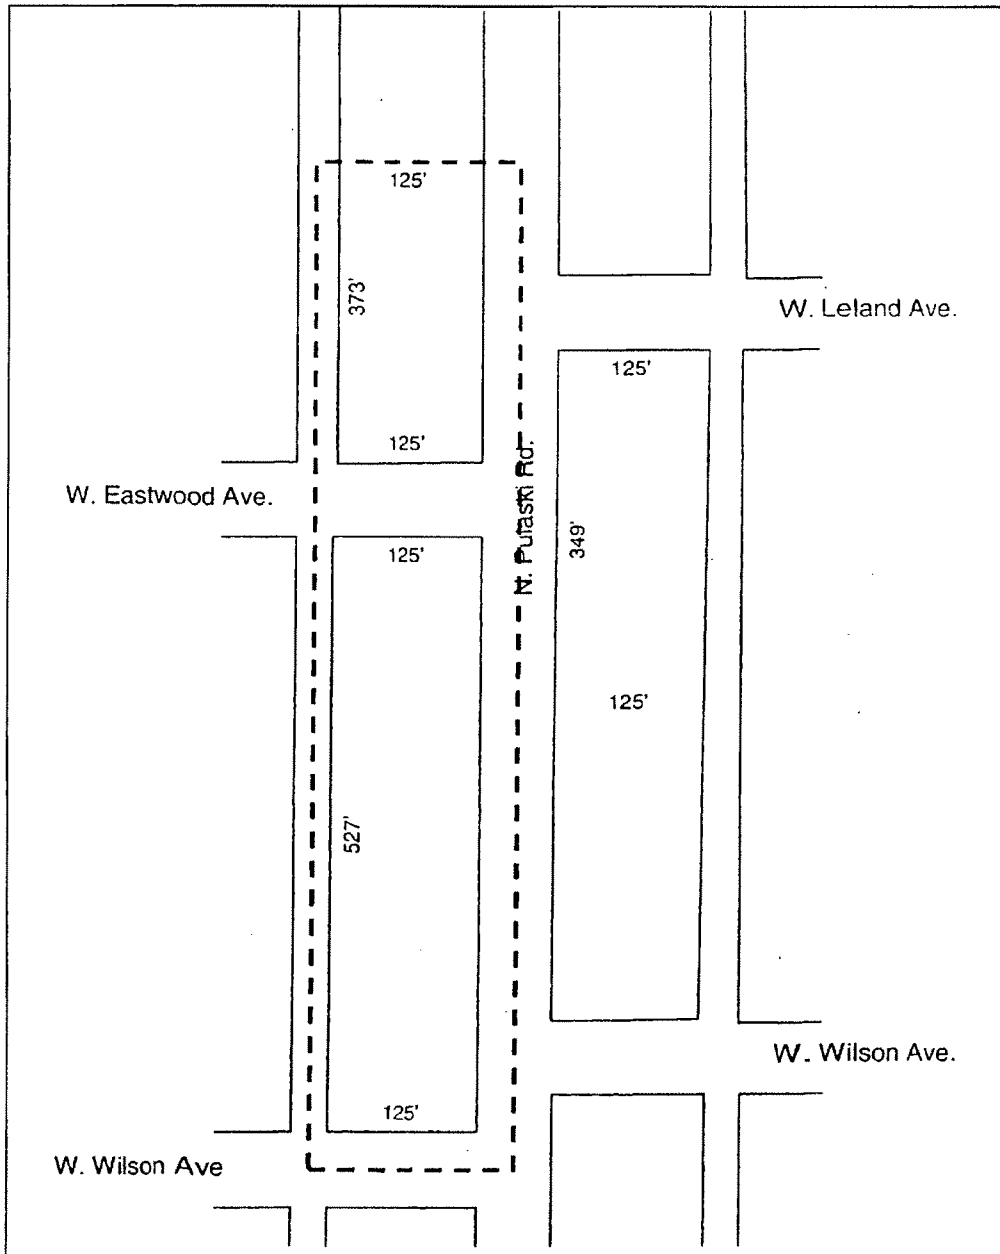 125'
373'
W. Leland Ave.
125'
125'
W. Eastwood Ave.
N. Pulaski Rd.
125'
349'
125'
527'
W. Wilson Ave.
125'
W. Wilson Ave